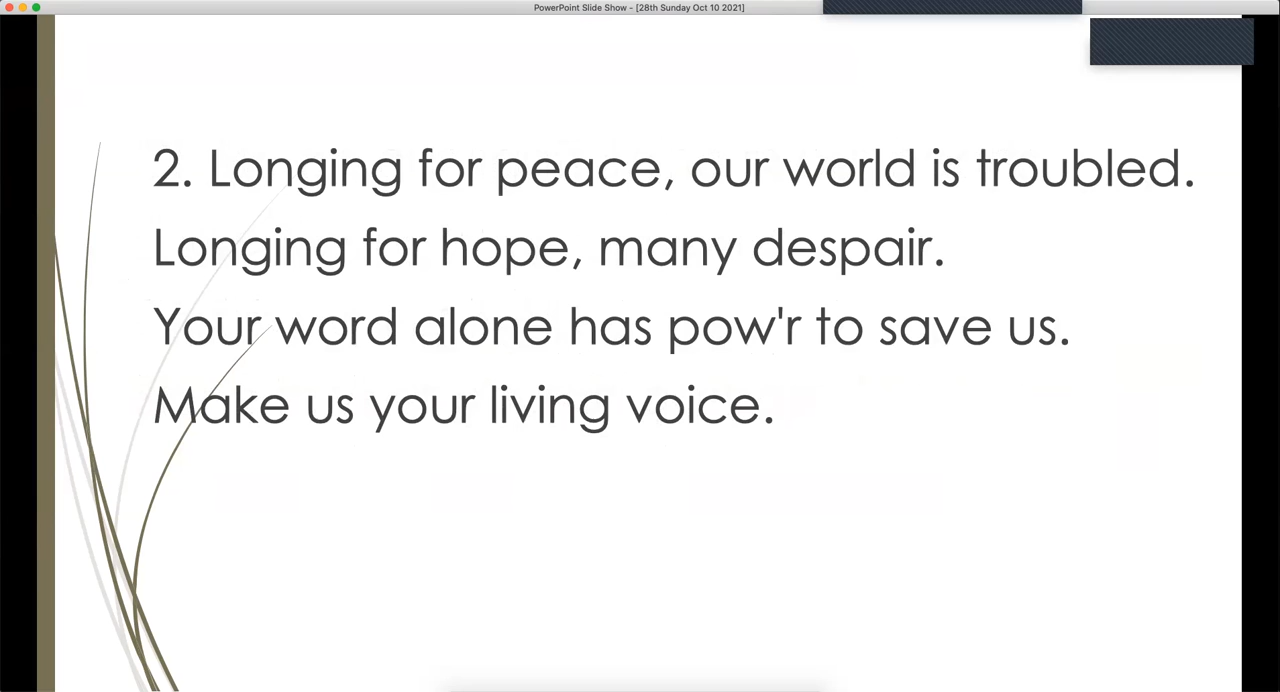 PowerPoint Slide Show - [28th Sunday Oct 10 2021]
2. Longing for peace, our world is troubled.
Longing for hope, many despair.
Your word alone has pow'r to save us.
Make us your living voice.